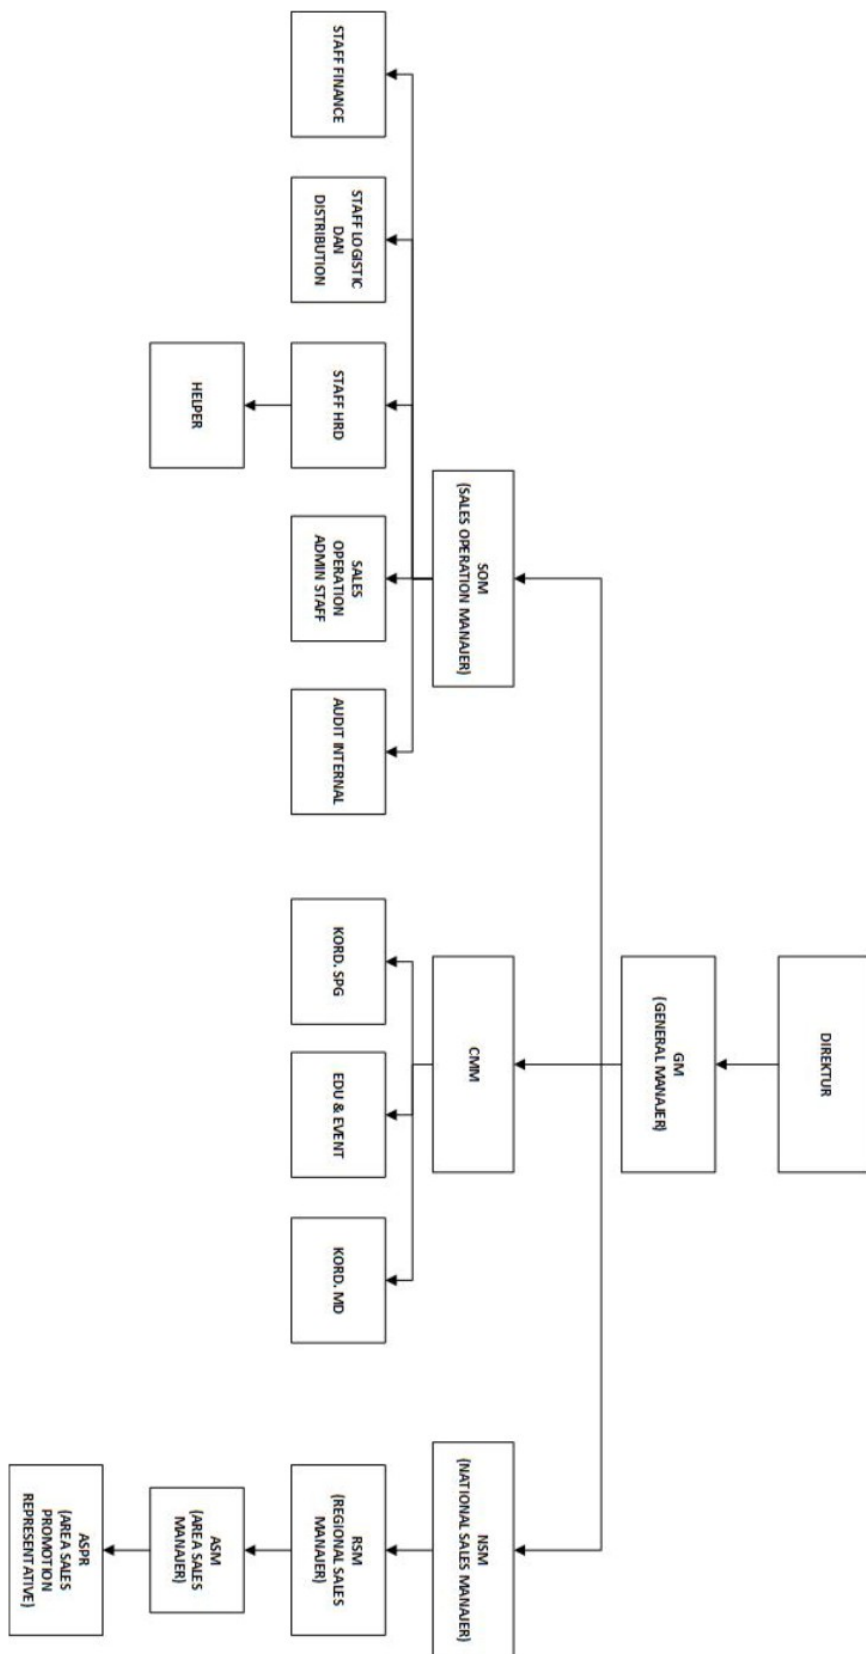 DIREKTUR
GM
(GENERAL MANAJER)
SOM
(SALES OPERATION MANAJER)
CMM
NSM
(NATIONAL SALES MANAJER)
STAFF FINANCE
STAFF LOGISTIC
DAN
DISTRIBUTION
STAFF HRD
SALES
OPERATION
ADMIN STAFF
AUDIT INTERNAL
KORD. SPG
EDU & EVENT
KORD. MD
RSM
(REGIONAL SALES
MANAJER)
HELPER
ASM
(AREA SALES
MANAJER)
ASPR
(AREA SALES
PROMOTION
REPRESENTATIVE)